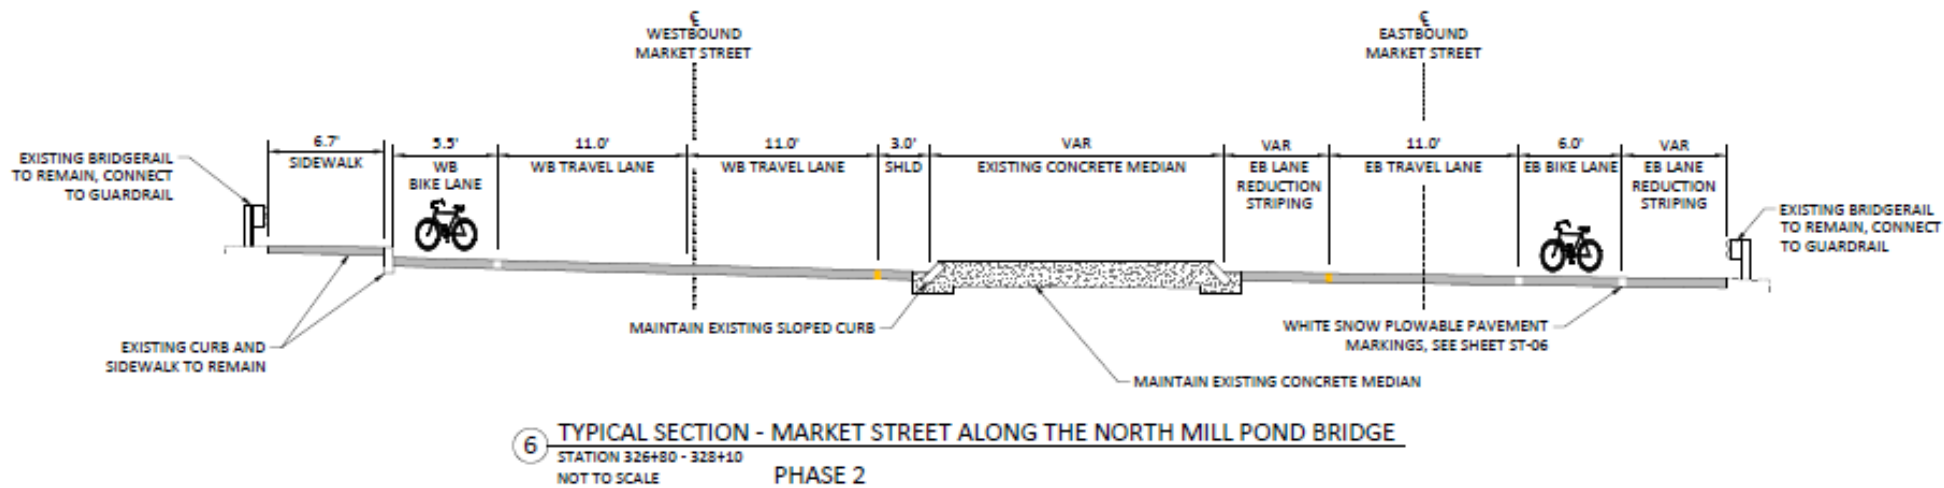 ℄
WESTBOUND
MARKET STREET
℄
EASTBOUND
MARKET STREET
6.7'
SIDEWALK
5.5'
WB
BIKE LANE
11.0'
WB TRAVEL LANE
11.0'
WB TRAVEL LANE
3.0'
SHLD
VAR
EXISTING CONCRETE MEDIAN
VAR
EB LANE
REDUCTION
STRIPING
11.0'
EB TRAVEL LANE
6.0'
EB BIKE LANE
VAR
EB LANE
REDUCTION
STRIPING
EXISTING BRIDGERAIL
TO REMAIN, CONNECT
TO GUARDRAIL
EXISTING BRIDGERAIL
TO REMAIN, CONNECT
TO GUARDRAIL
EXISTING CURB AND
SIDEWALK TO REMAIN
MAINTAIN EXISTING SLOPED CURB
WHITE SNOW PLOWABLE PAVEMENT
MARKINGS, SEE SHEET ST-06
MAINTAIN EXISTING CONCRETE MEDIAN
6 TYPICAL SECTION - MARKET STREET ALONG THE NORTH MILL POND BRIDGE
STATION 326+80 - 328+10
NOT TO SCALE PHASE 2